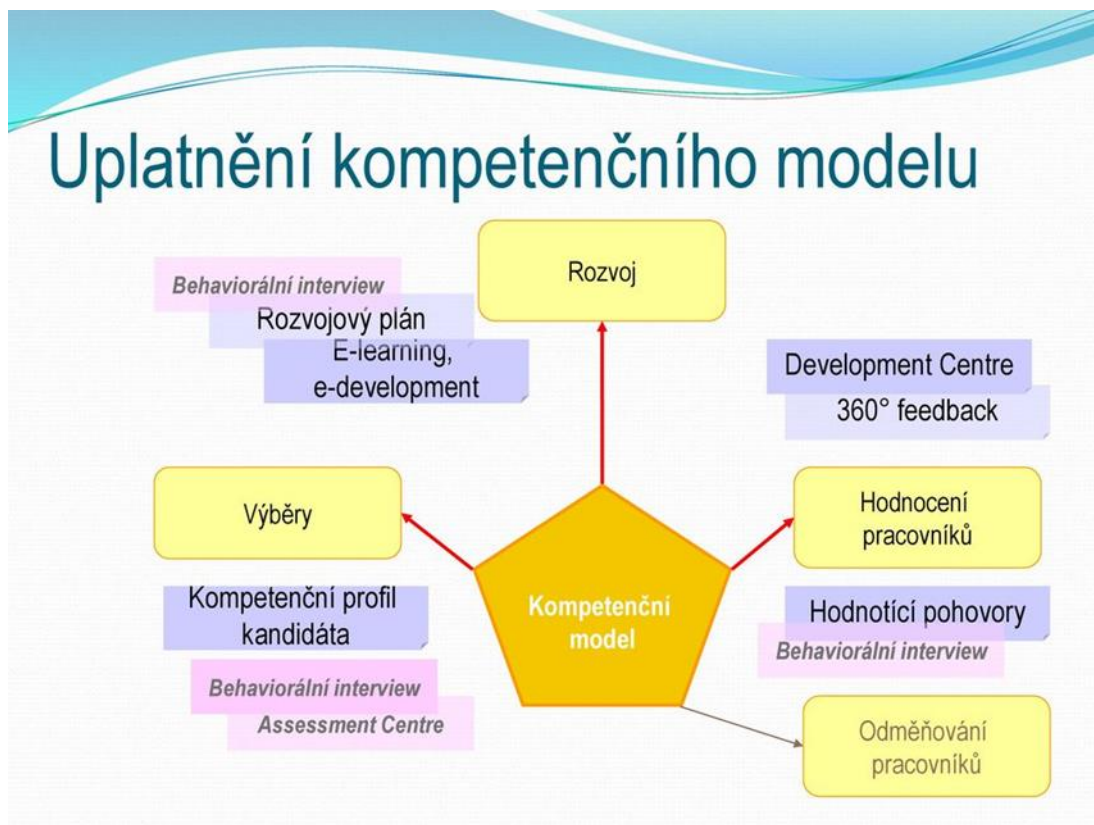 Uplatnění kompetenčního modelu
Rozvoj
Behaviorální interview
Rozvojový plán
E-learning,
e-development
Development Centre
360° feedback
Výběry
Hodnocení
pracovníků
Kompetenční profil
kandidáta
Kompetenční
model
Hodnotící pohovory
Behaviorální interview
Behaviorální interview
Assessment Centre
Odměňování
pracovníků